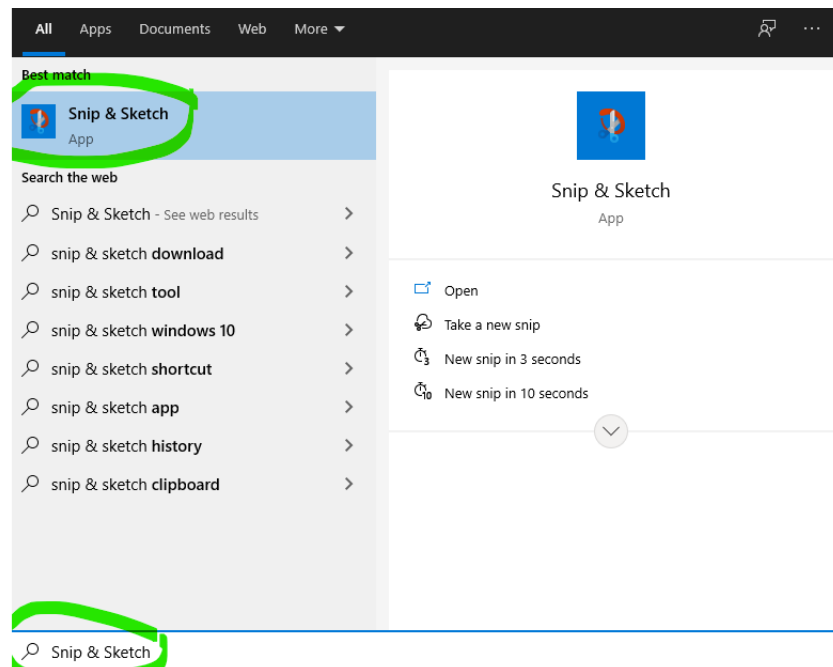 All Apps Documents Web More
Best match
Snip & Sketch
App
Search the web
Snip & Sketch - See web results
snip & sketch download
snip & sketch tool
snip & sketch windows 10
snip & sketch shortcut
snip & sketch app
snip & sketch history
snip & sketch clipboard
Snip & Sketch
App
Open
Take a new snip
3 New snip in 3 seconds
10 New snip in 10 seconds
Snip & Sketch